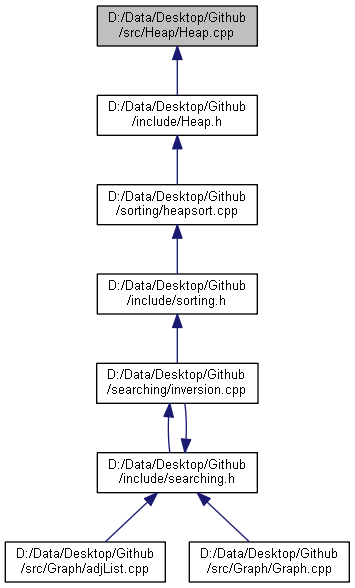 D:/Data/Desktop/Github
/src/Heap/Heap.cpp
D:/Data/Desktop/Github
/include/Heap.h
D:/Data/Desktop/Github
/sorting/heapsort.cpp
D:/Data/Desktop/Github
/include/sorting.h
D:/Data/Desktop/Github
/searching/inversion.cpp
D:/Data/Desktop/Github
/include/searching.h
D:/Data/Desktop/Github
/src/Graph/adjList.cpp
D:/Data/Desktop/Github
/src/Graph/Graph.cpp